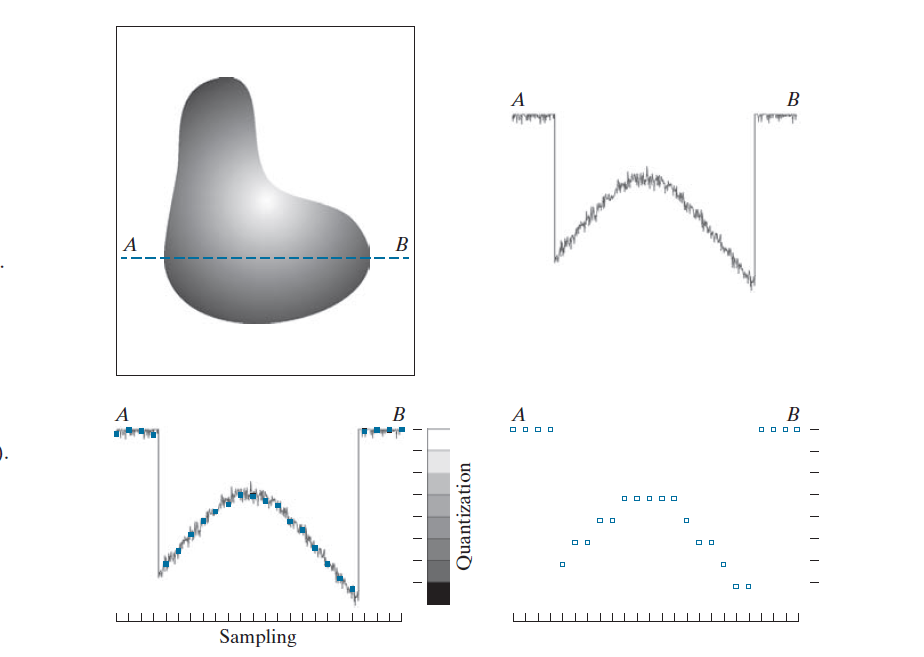 A B
A B
.
A B
A B
).
Quantization
Sampling